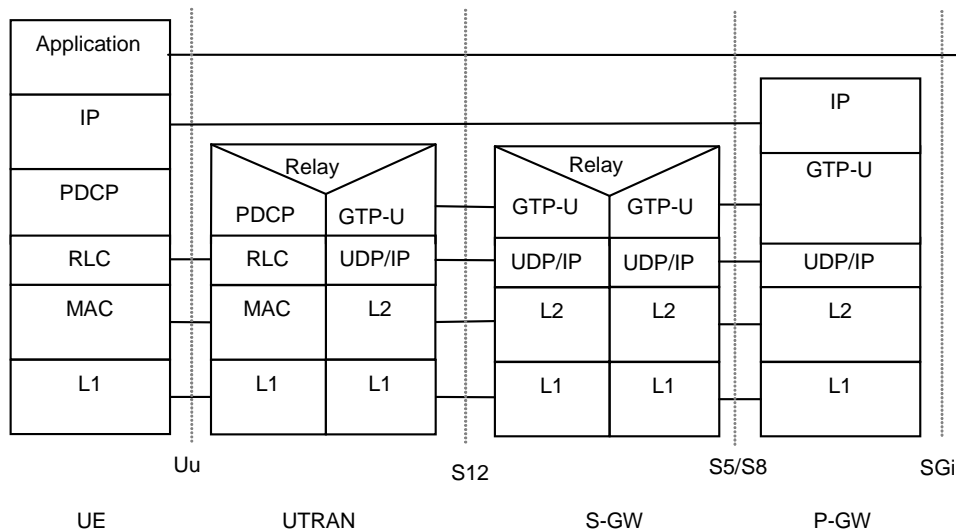 Application
IP
IP
Relay
Relay
GTP-U
PDCP
PDCP
GTP-U
GTP-U
GTP-U
RLC
RLC
UDP/IP
UDP/IP
UDP/IP
UDP/IP
MAC
MAC
L2
L2
L2
L2
L1
L1
L1
L1
L1
L1
Uu
S12
S5/S8
SGi
UE
UTRAN
S-GW
P-GW